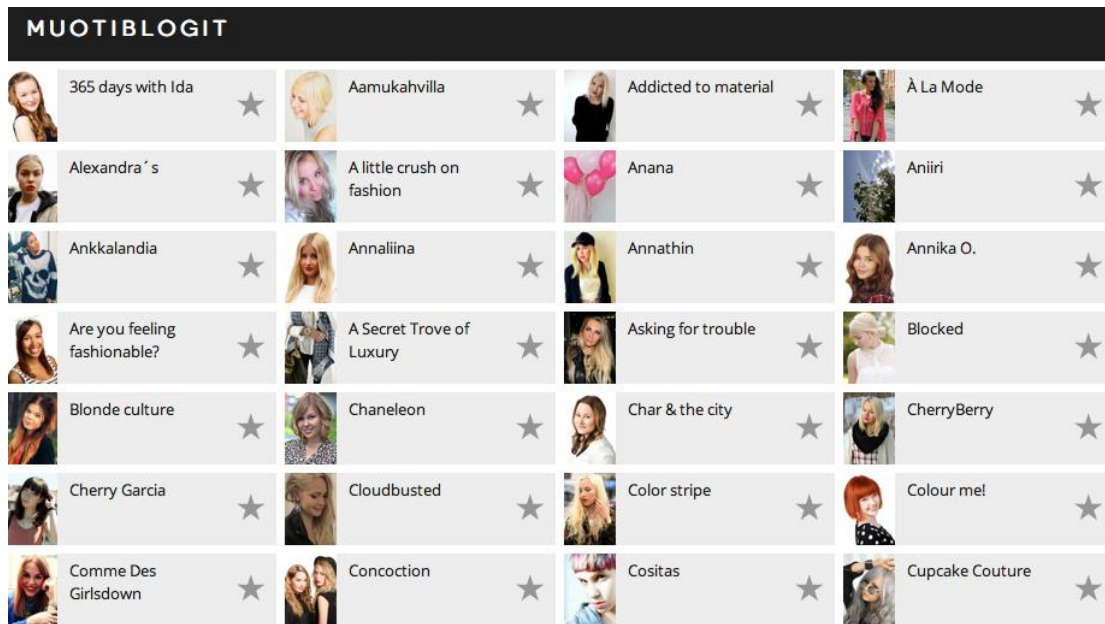 MUOTIBLOGIT
365 days with Ida
Aamukahvilla
Addicted to material
À La Mode
Alexandra´s
A little crush on
fashion
Anana
Aniiri
Ankkalandia
Annaliina
Annathin
Annika O.
Are you feeling
fashionable?
A Secret Trove of
Luxury
Asking for trouble
Blocked
Blonde culture
Chaneleon
Char & the city
CherryBerry
Cherry Garcia
Cloudbusted
Color stripe
Colour me!
Comme Des
Girlsdown
Concoction
Cositas
Cupcake Couture